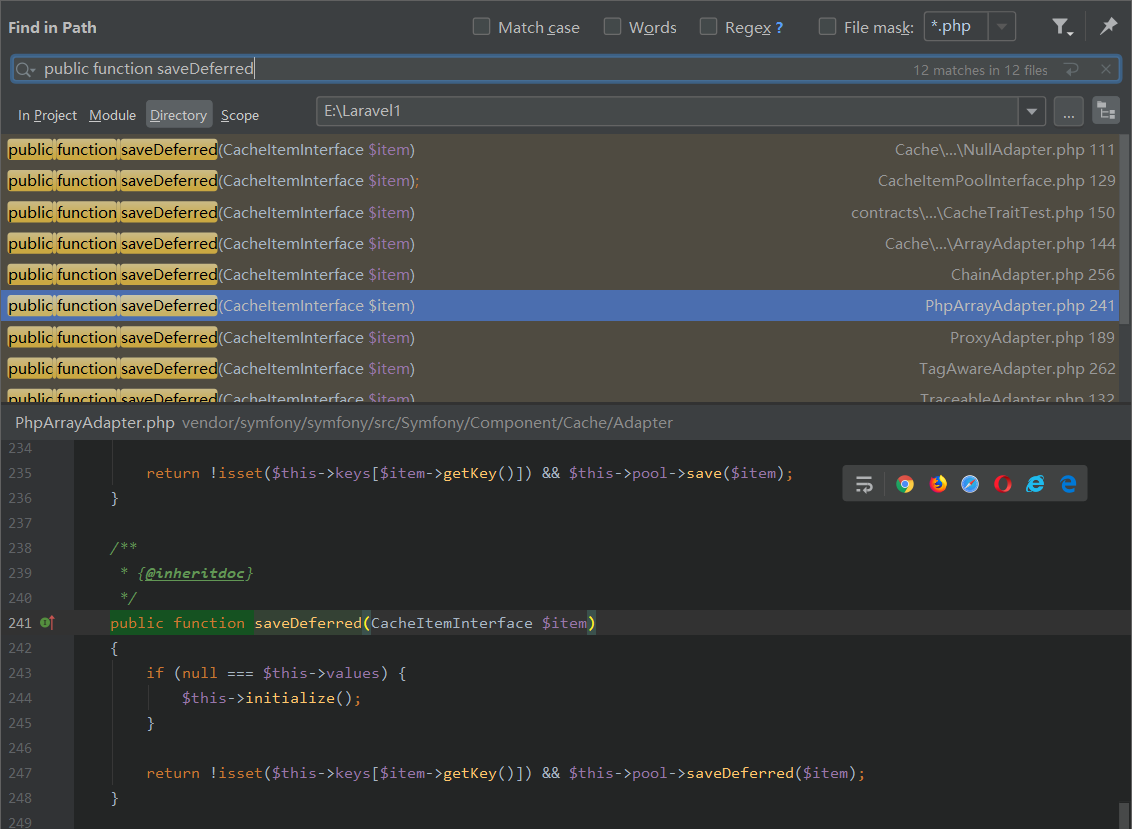 Find in Path
Match case
Words
Regex ?
File mask: *.php
public function saveDeferred
12 matches in 12 files
In Project Module Directory Scope
E:\Laravel1
...
public function saveDeferred(CacheItemInterface $item) Cache\...\NullAdapter.php 111
public function saveDeferred(CacheItemInterface $item); CacheItemPoolInterface.php 129
public function saveDeferred(CacheItemInterface $item) contracts\...\CacheTraitTest.php 150
public function saveDeferred(CacheItemInterface $item) Cache\...\ArrayAdapter.php 144
public function saveDeferred(CacheItemInterface $item) ChainAdapter.php 256
public function saveDeferred(CacheItemInterface $item) PhpArrayAdapter.php 241
public function saveDeferred(CacheItemInterface $item) ProxyAdapter.php 189
public function saveDeferred(CacheItemInterface $item) TagAwareAdapter.php 262
public function saveDeferred(CacheItemInterface $item) TraceableAdapter.php 132
PhpArrayAdapter.php vendor/symfony/symfony/src/Symfony/Component/Cache/Adapter
234
235 return !isset($this->keys[$item->getKey()]) && $this->pool->save($item);
236 }
237
238 /**
239 * {@inheritdoc}
240 */
241 public function saveDeferred(CacheItemInterface $item)
242 {
243 if (null === $this->values) {
244 $this->initialize();
245 }
246
247 return !isset($this->keys[$item->getKey()]) && $this->pool->saveDeferred($item);
248 }
249